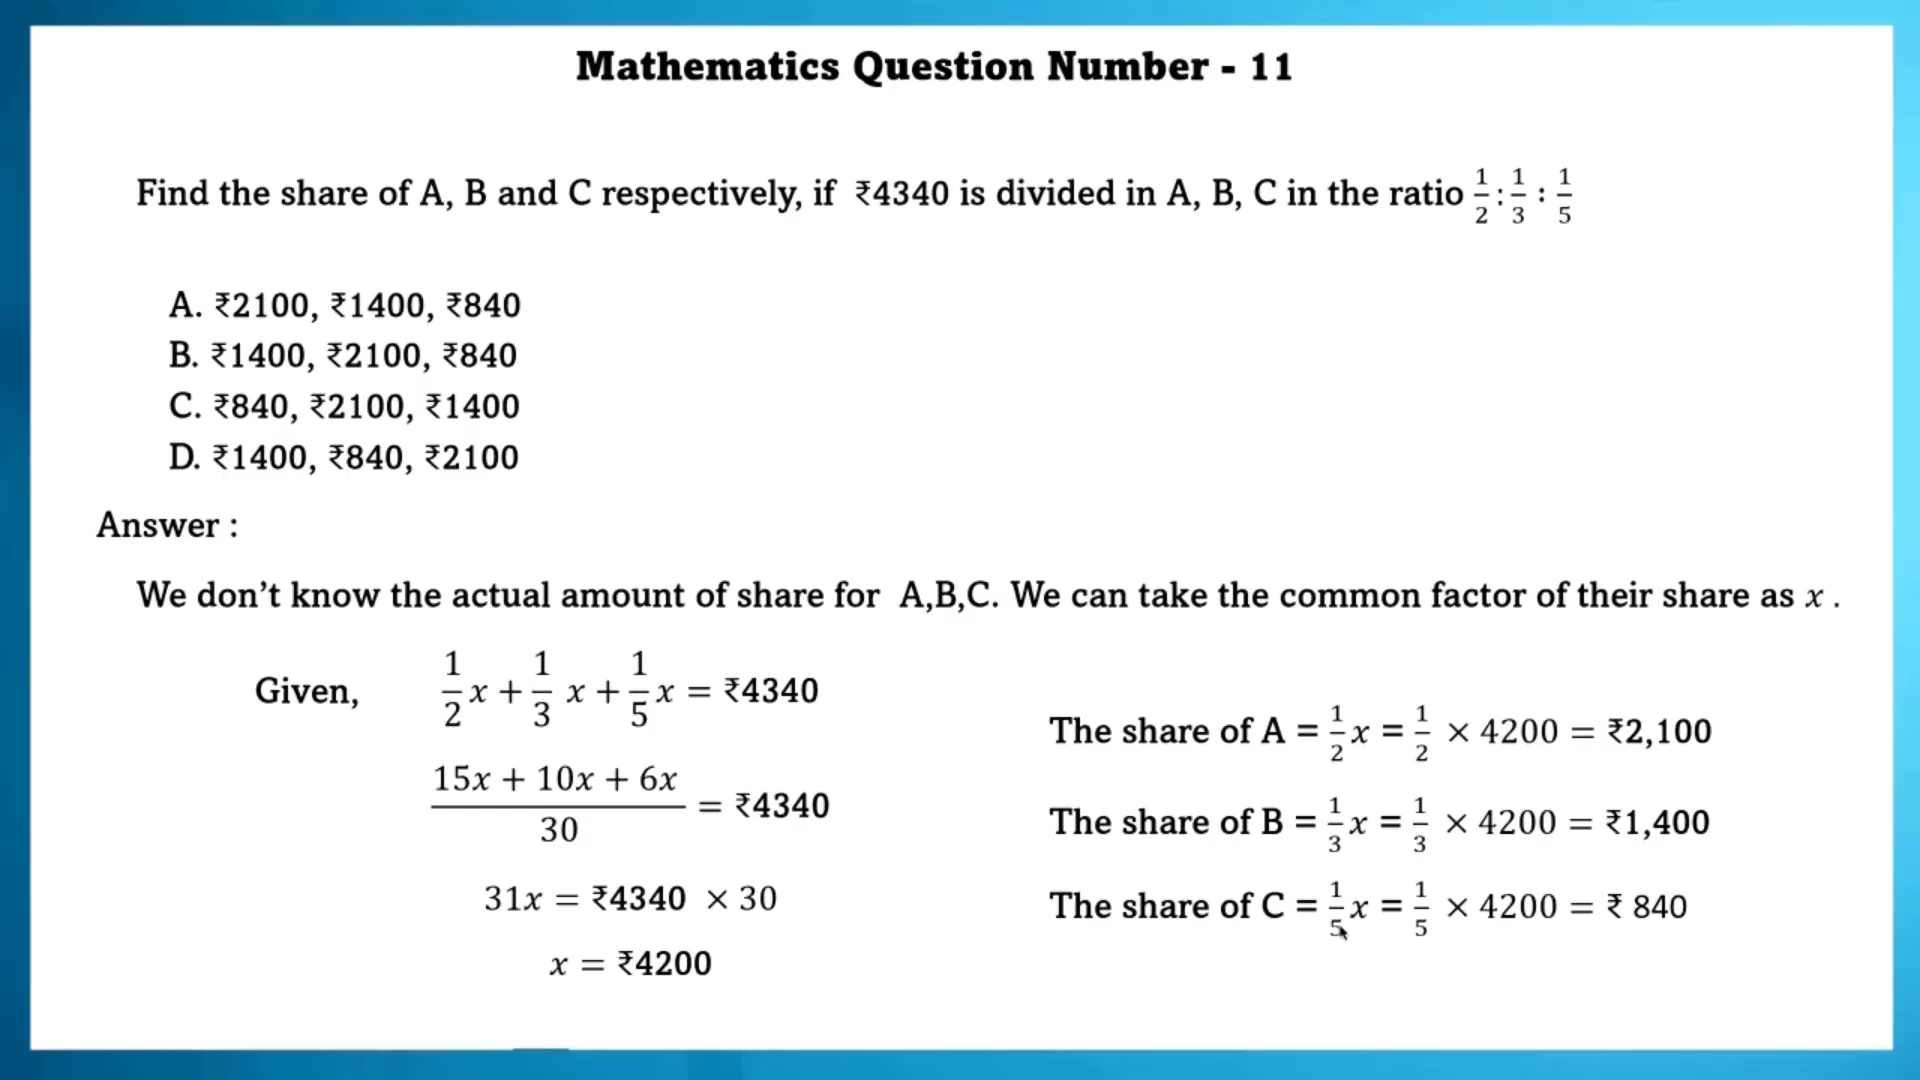 Mathematics Question Number - 11
Find the share of A, B and C respectively, if ₹4340 is divided in A, B, C in the ratio 1/2 : 1/3 : 1/5
A. ₹2100, ₹1400, ₹840
B. ₹1400, ₹2100, ₹840
C. ₹840, ₹2100, ₹1400
D. ₹1400, ₹840, ₹2100
Answer :
We don't know the actual amount of share for A,B,C. We can take the common factor of their share as x .
Given, 1/2 x + 1/3 x + 1/5 x = ₹4340
(15x + 10x + 6x)/30 = ₹4340
31x = ₹4340 × 30
x = ₹4200
The share of A = 1/2 x = 1/2 × 4200 = ₹2,100
The share of B = 1/3 x = 1/3 × 4200 = ₹1,400
The share of C = 1/5 x = 1/5 × 4200 = ₹ 840